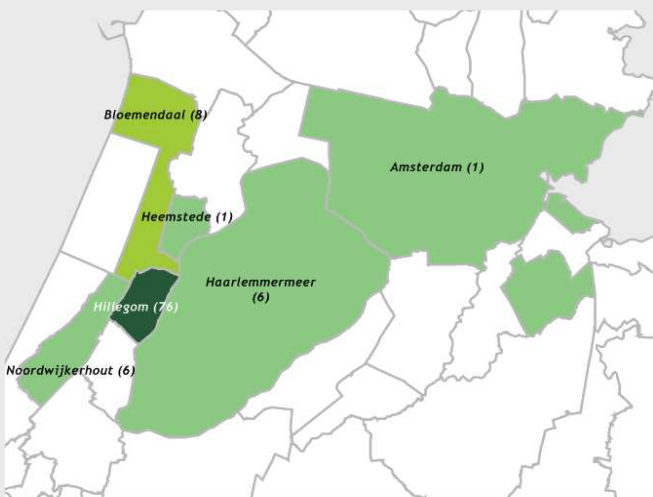 Bloemendaal (8)
Amsterdam (1)
Heemstede (1)
Haarlemmermeer
(6)
Hillegom (76)
Noordwijkerhout (6)